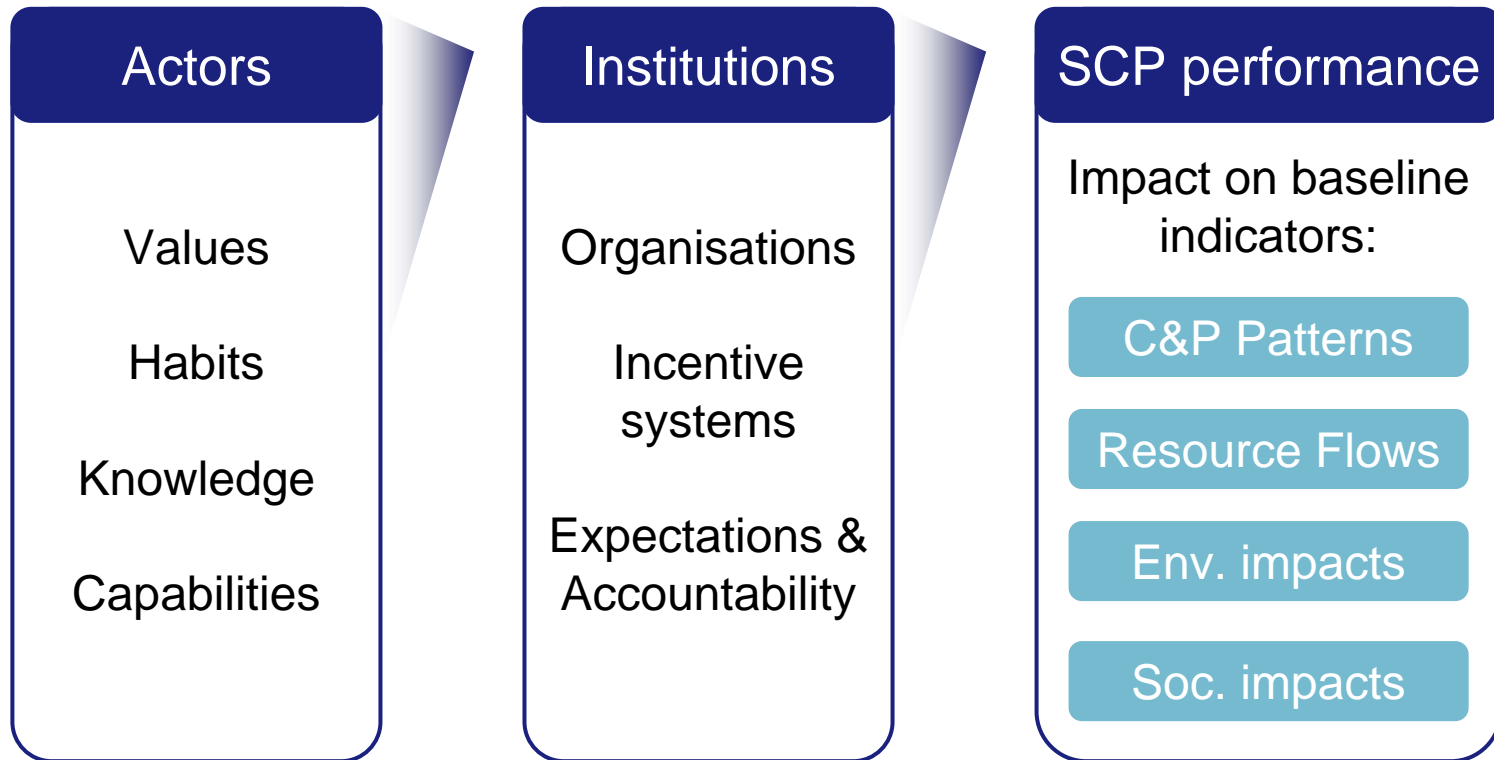 Actors
Values
Habits
Knowledge
Capabilities
Institutions
Organisations
Incentive
systems
Expectations &
Accountability
SCP performance
Impact on baseline
indicators:
C&P Patterns
Resource Flows
Env. impacts
Soc. impacts